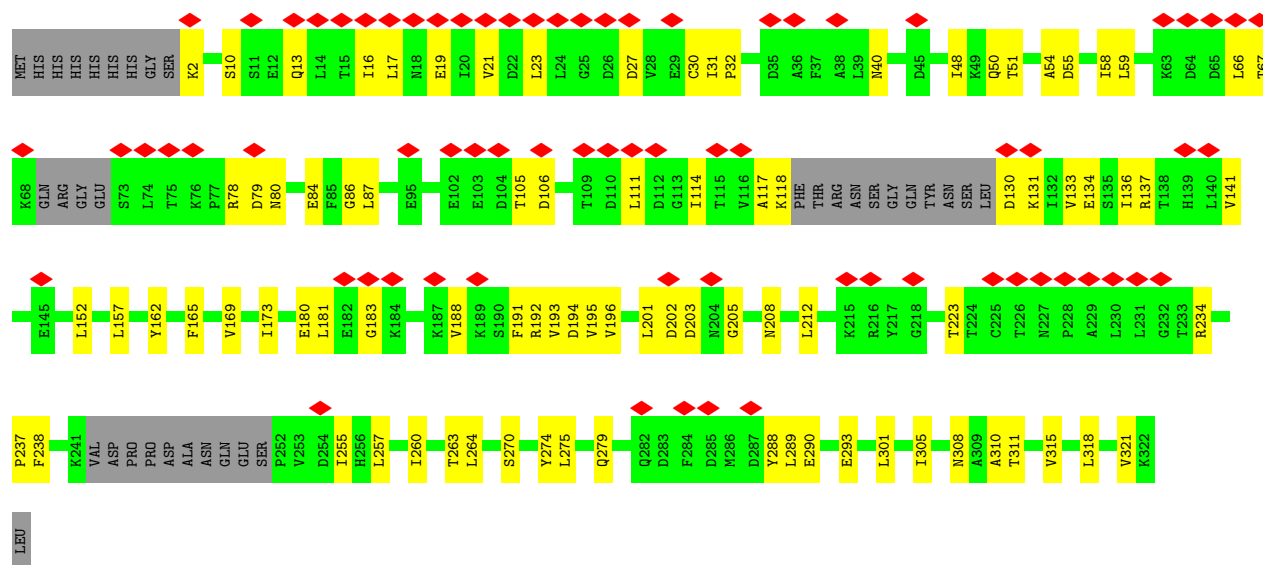 MET HIS HIS HIS HIS HIS HIS GLY SER K2 S10 S11 E12 Q13 L14 T15 I16 L17 N18 E19 I20 V21 D22 L23 L24 G25 D26 D27 V28 E29 C30 I31 P32 D35 A36 F37 A38 L39 N40 D45 I48 K49 Q50 T51 A54 D55 I58 L59 K63 D64 D65 L66 T67
K68 GLN ARG GLY GLU S73 L74 T75 K76 P77 R78 D79 N80 E84 F85 G86 L87 E95 E102 E103 D104 T105 D106 T109 D110 L111 D112 G113 I114 T115 V116 A117 K118 PHE THR ARG ASN SER GLY GLN TYR ASN SER LEU D130 K131 I132 V133 E134 S135 I136 R137 T138 H139 L140 V141
E145 L152 L157 Y162 F165 V169 I173 E180 L181 E182 G183 K184 K187 V188 K189 S190 F191 R192 V193 D194 V195 V196 L201 D202 D203 N204 G205 N208 L212 K215 R216 Y217 G218 T223 T224 C225 T226 N227 P228 A229 L230 L231 G232 T233 R234
P237 F238 K241 VAL ASP PRO PRO ASP ALA ASN GLN GLU SER P252 V253 D254 I255 H256 L257 I260 T263 L264 S270 Y274 L275 Q279 Q282 D283 F284 D285 M286 D287 Y288 L289 E290 E293 L301 I305 N308 A309 A310 T311 V315 L318 V321 K322
LEU